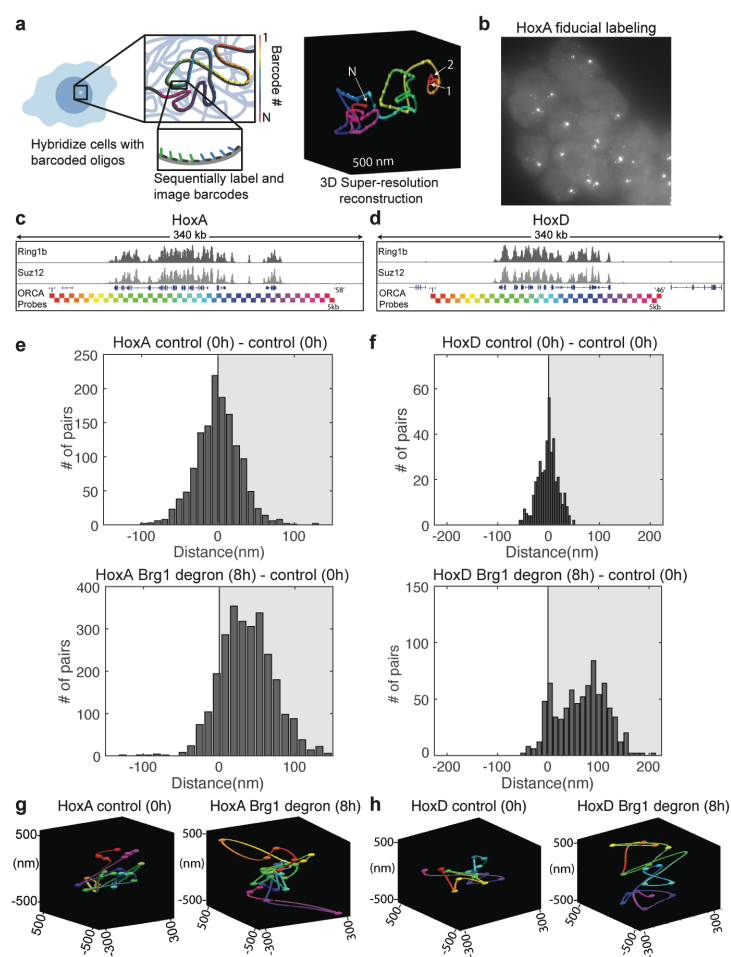 a
1
Barcode #
N
Hybridize cells with
barcoded oligos
Sequentially label and
image barcodes
N
2
1
500 nm
3D Super-resolution
reconstruction
b
HoxA fiducial labeling
c
HoxA
340 kb
Ring1b
Suz12
ORCA
Probes
'1'
'58'
5kb
d
HoxD
340 kb
Ring1b
Suz12
ORCA
Probes
'1'
'46'
5kb
e
HoxA control (0h) - control (0h)
# of pairs
250
200
150
100
50
0
-100
0
100
Distance(nm)
HoxA Brg1 degron (8h) - control (0h)
# of pairs
400
300
200
100
0
-100
0
100
Distance(nm)
f
HoxD control (0h) - control (0h)
# of pairs
60
40
20
0
-200
-100
0
100
200
Distance(nm)
HoxD Brg1 degron (8h) - control (0h)
# of pairs
150
100
50
0
-200
-100
0
100
200
Distance(nm)
g
HoxA control (0h)
500
(nm)
-500
500
-500
-300
300
HoxA Brg1 degron (8h)
500
-500
500
-500
-300
300
h
HoxD control (0h)
500
(nm)
-500
500
-500
-300
300
HoxD Brg1 degron (8h)
500
-500
500
-500
-300
300